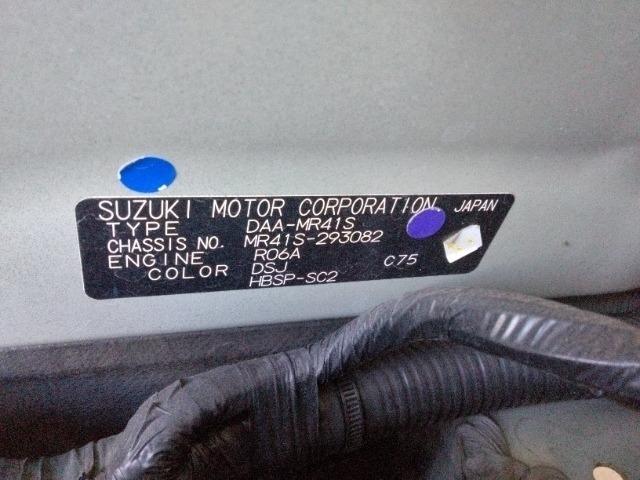 SUZUKI MOTOR CORPORATION JAPAN
TYPE DAA-MR41S
CHASSIS NO. MR41S-293082
ENGINE R06A
COLOR DSJ C75
HBSP-SC2